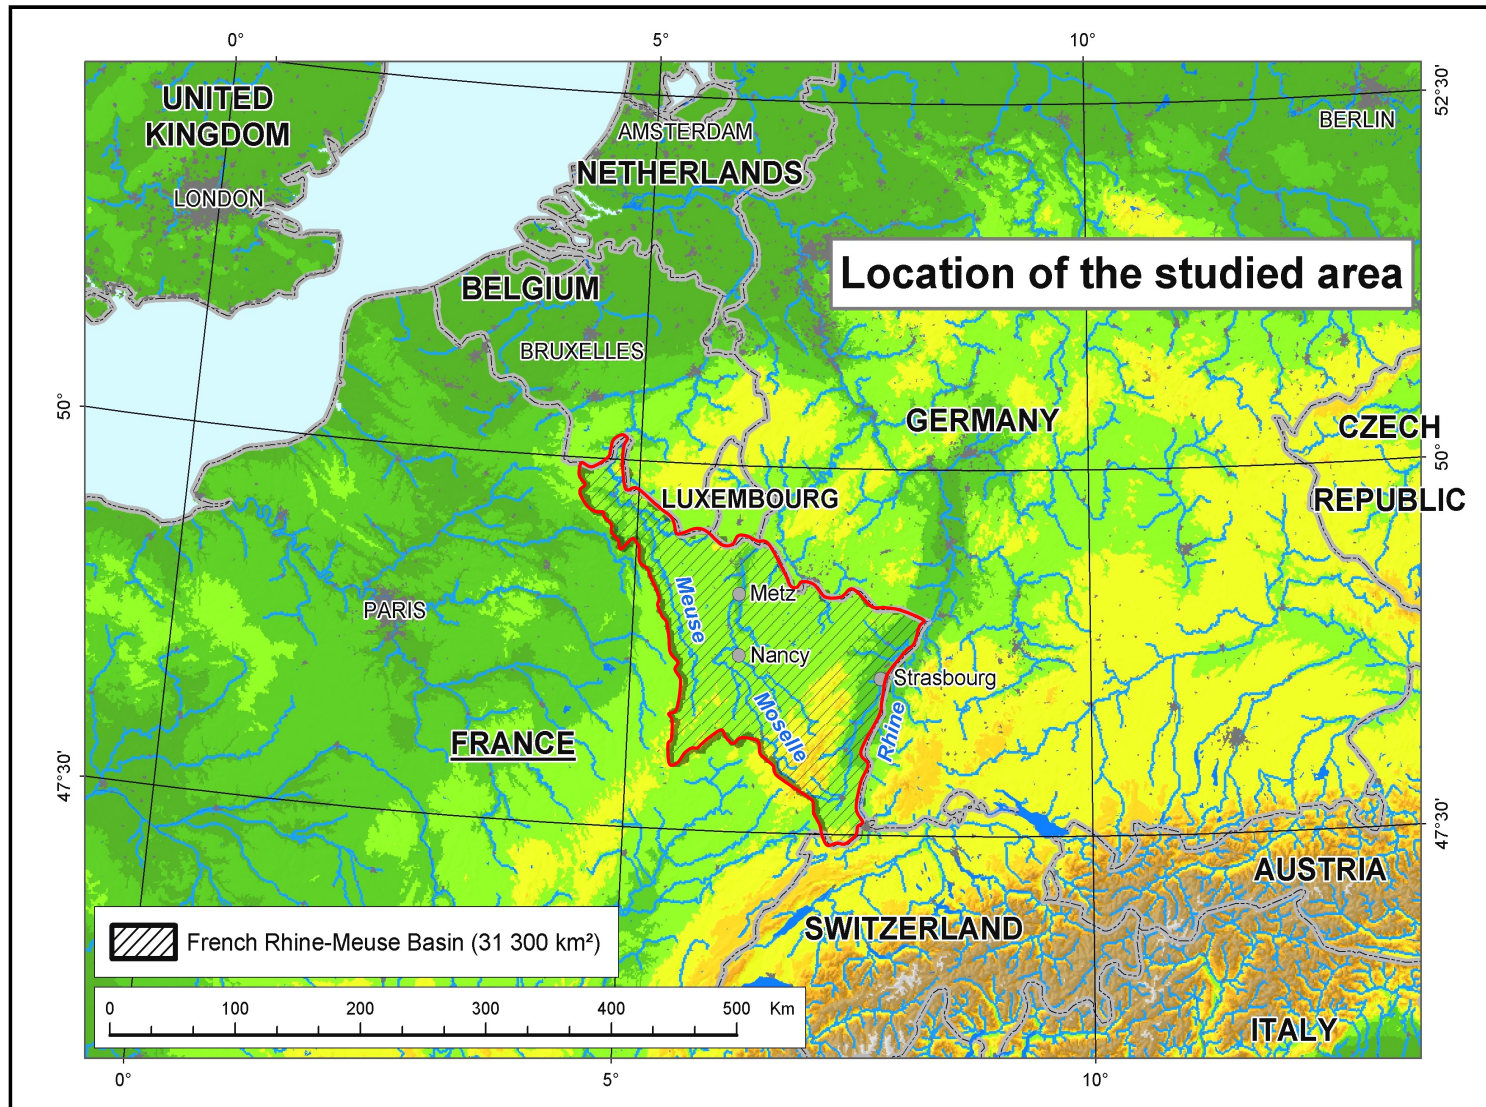 0°
5°
10°
52°30'
UNITED
KINGDOM
LONDON
AMSTERDAM
NETHERLANDS
BERLIN
Location of the studied area
BELGIUM
BRUXELLES
50°
GERMANY
CZECH
REPUBLIC
50°
LUXEMBOURG
PARIS
Meuse
Metz
Nancy
Strasbourg
Moselle
Rhine
FRANCE
47°30'
47°30'
AUSTRIA
SWITZERLAND
ITALY
French Rhine-Meuse Basin (31 300 km²)
0 100 200 300 400 500 Km
0°
5°
10°